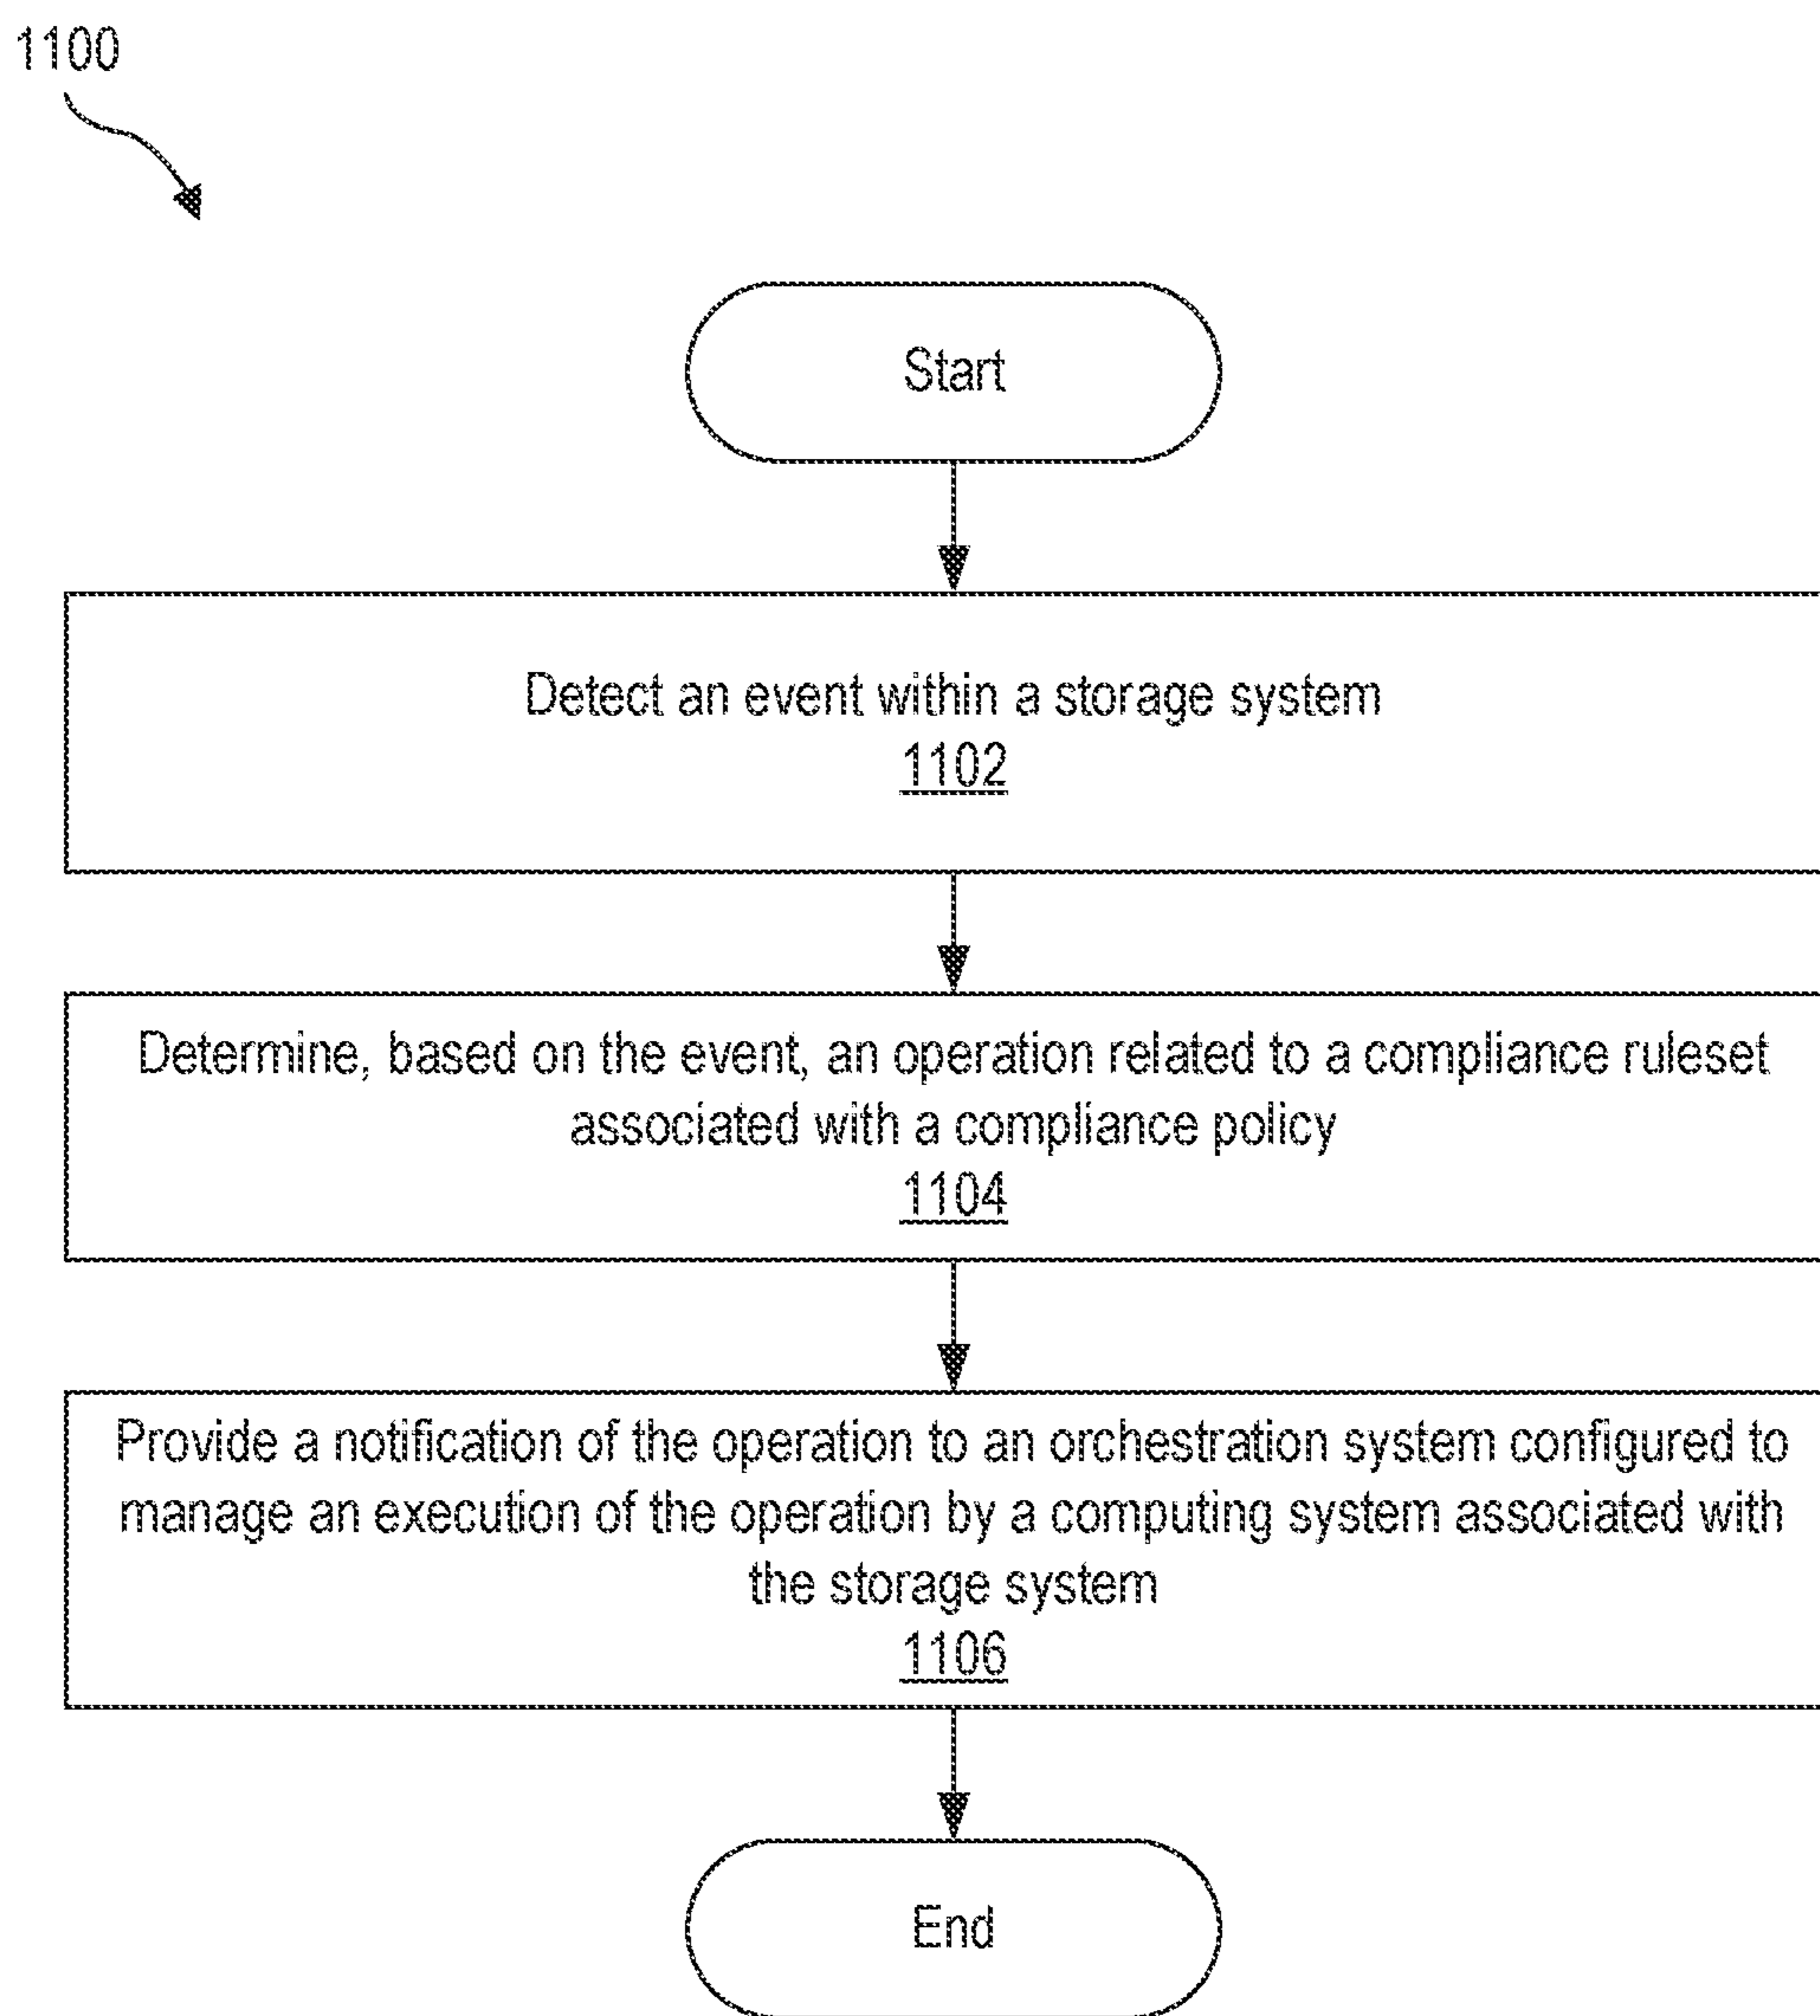 1100
Start
Detect an event within a storage system
1102
Determine, based on the event, an operation related to a compliance ruleset
associated with a compliance policy
1104
Provide a notification of the operation to an orchestration system configured to
manage an execution of the operation by a computing system associated with
the storage system
1106
End